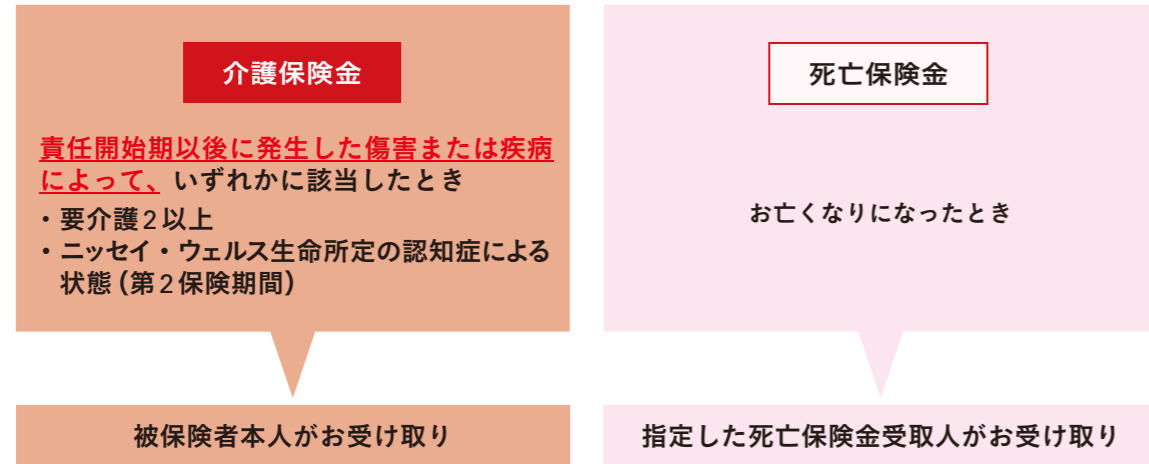 介護保険金
責任開始期以後に発生した傷害または疾病
によって、いずれかに該当したとき
・要介護2以上
・ニッセイ・ウェルス生命所定の認知症による
状態(第2保険期間)
被保険者本人がお受け取り
死亡保険金
お亡くなりになったとき
指定した死亡保険金受取人がお受け取り